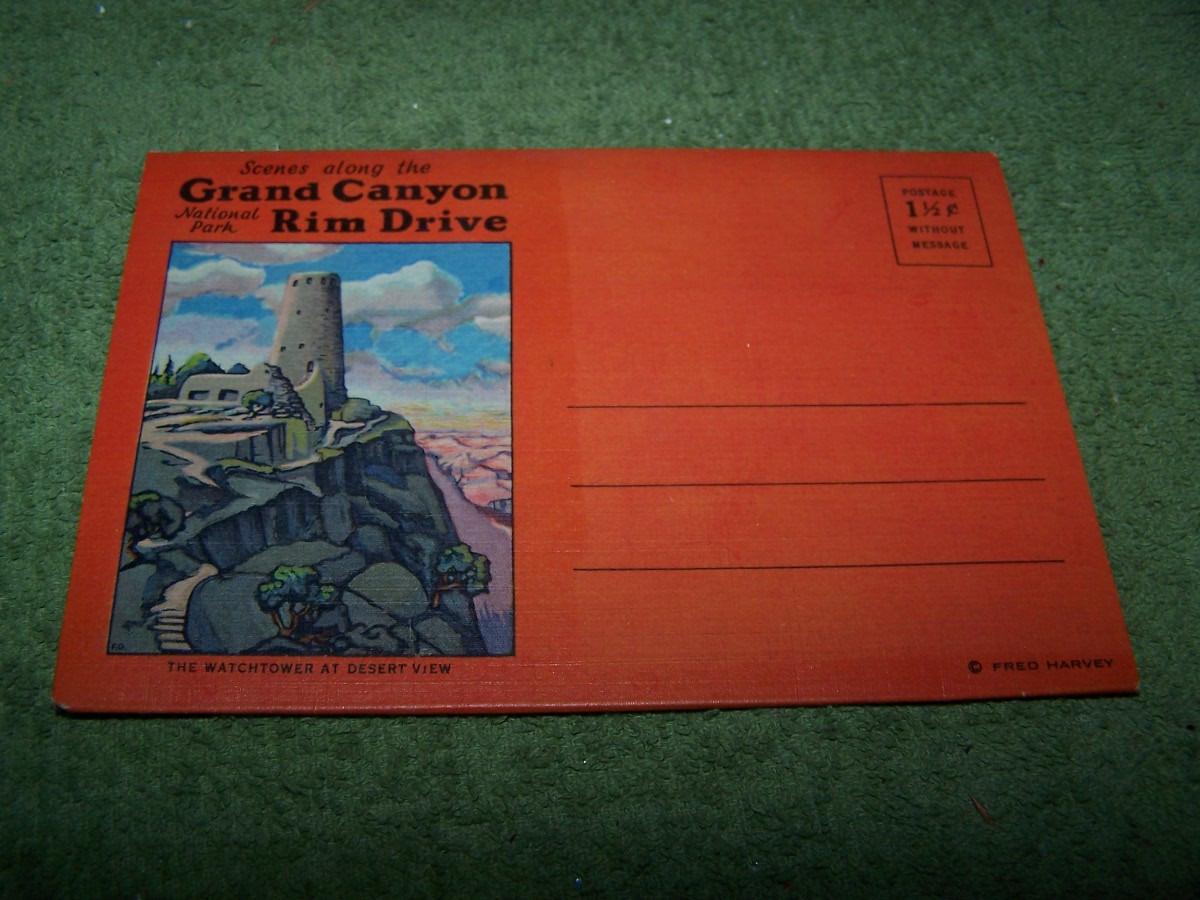 Scenes along the
Grand Canyon
National Park Rim Drive
POSTAGE
1½¢
WITHOUT
MESSAGE
F.G.
THE WATCHTOWER AT DESERT VIEW
© FRED HARVEY